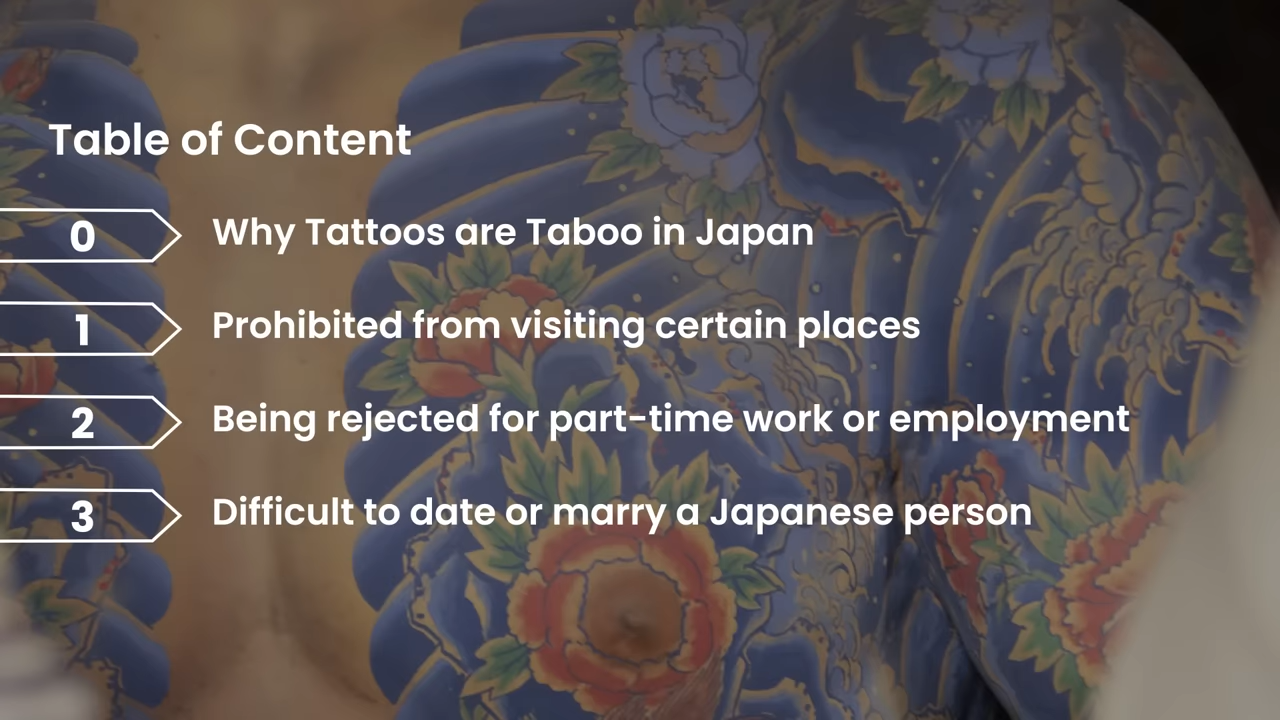 Table of Content
0 Why Tattoos are Taboo in Japan
1 Prohibited from visiting certain places
2 Being rejected for part-time work or employment
3 Difficult to date or marry a Japanese person